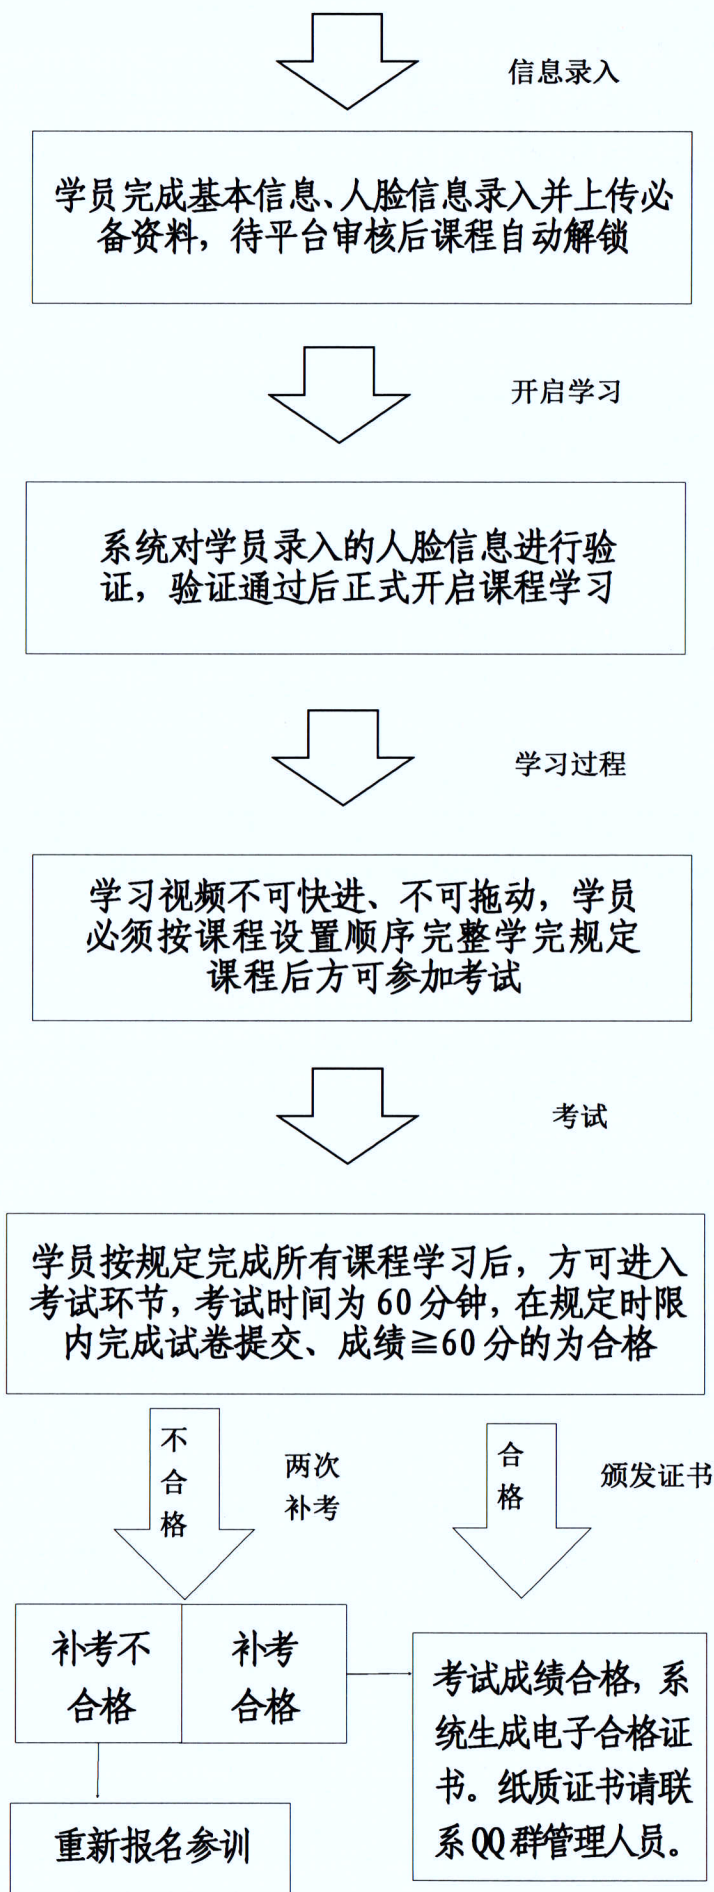 信息录入
学员完成基本信息、人脸信息录入并上传必
备资料，待平台审核后课程自动解锁
开启学习
系统对学员录入的人脸信息进行验
证，验证通过后正式开启课程学习
学习过程
学习视频不可快进、不可拖动，学员
必须按课程设置顺序完整学完规定
课程后方可参加考试
考试
学员按规定完成所有课程学习后，方可进入
考试环节，考试时间为 60 分钟，在规定时限
内完成试卷提交、成绩≧60 分的为合格
不
合
格
两次
补考
合
格
颁发证书
补考不
合格
补考
合格
考试成绩合格，系
统生成电子合格证
书。纸质证书请联
系 QQ 群管理人员。
重新报名参训